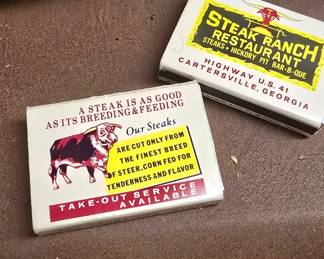 STEAK RANCH
RESTAURANT
STEAKS • HICKORY PIT BAR-B-QUE
HIGHWAY U.S. 41
CARTERSVILLE, GEORGIA
A STEAK IS AS GOOD
AS ITS BREEDING & FEEDING
Our Steaks
ARE CUT ONLY FROM
THE FINEST BREED
OF STEER, CORN FED FOR
TENDERNESS AND FLAVOR
TAKE-OUT SERVICE
AVAILABLE